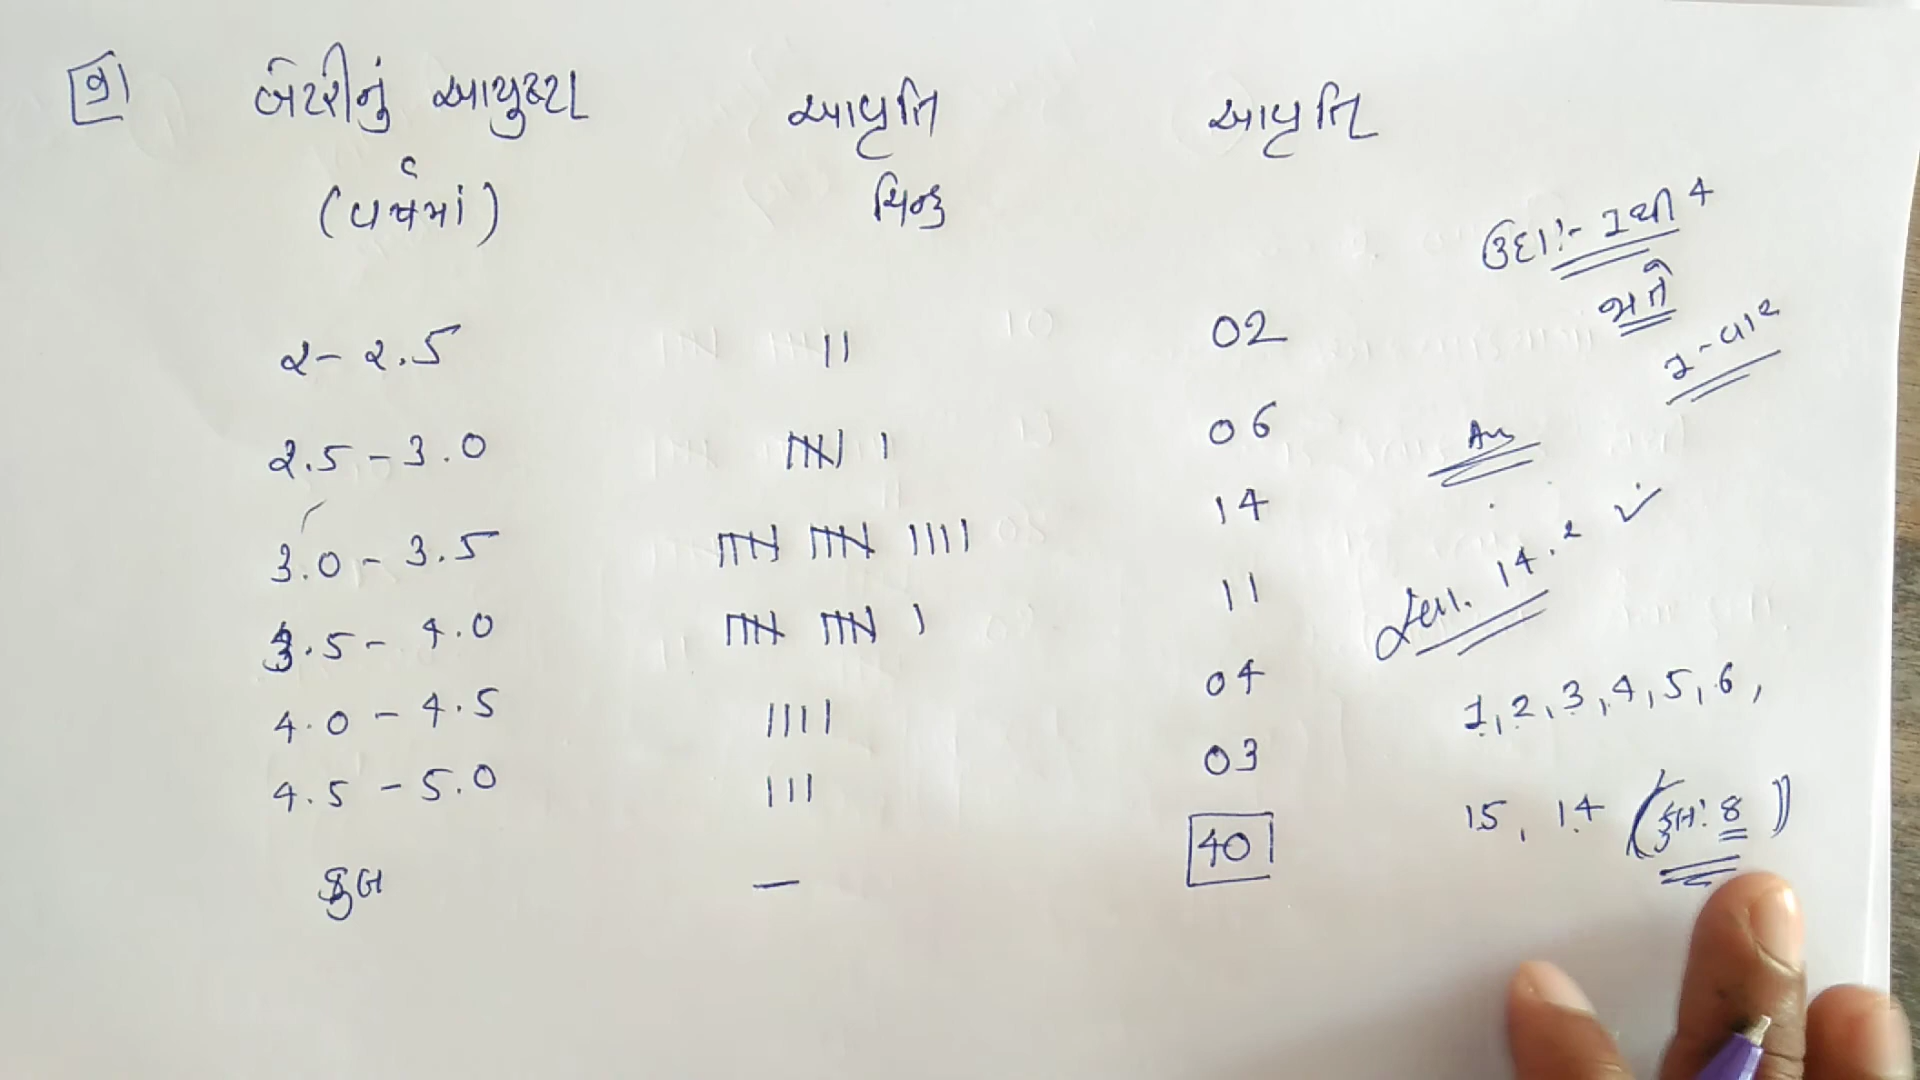 9) બેટરીનું આયુષ્ય આવૃત્તિ આવૃત્તિ
(વર્ષમાં) ચિન્હ
2 - 2.5 || 02
2.5 - 3.0 |||| | 06
3.0 - 3.5 |||| |||| |||| 14
3.5 - 4.0 |||| |||| | 11
4.0 - 4.5 |||| 04
4.5 - 5.0 ||| 03
કુલ — 40
ઉદા:- 1થી 4
જાતે
1-વાર
Ans
સ્વા. 14.2 ✓
1, 2, 3, 4, 5, 6,
15, 14 (કુલ: 8)